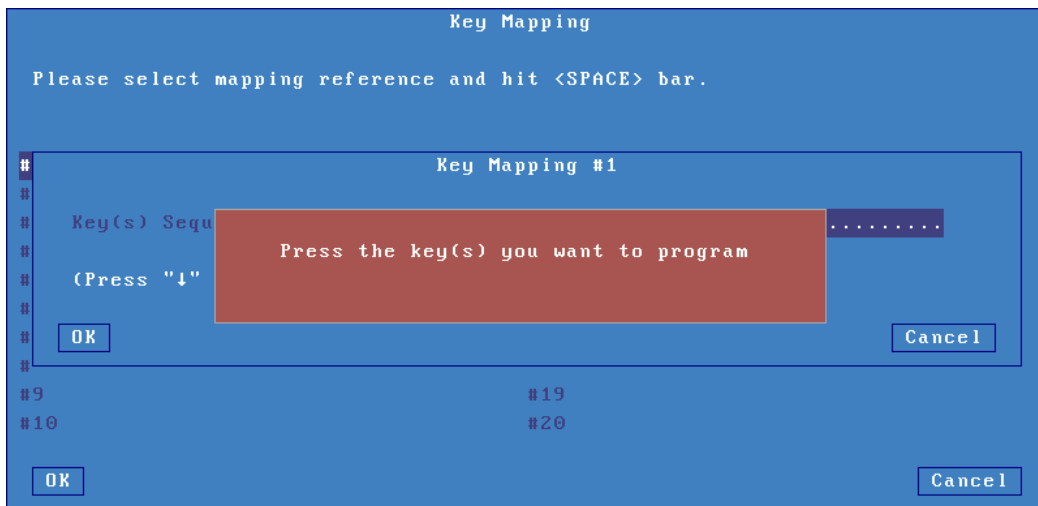 Key Mapping
Please select mapping reference and hit <SPACE> bar.
#
Key Mapping #1
#
# Key(s) Sequ .........
# Press the key(s) you want to program
# (Press "↓"
#
# OK Cancel
#
#9 #19
#10 #20
OK Cancel